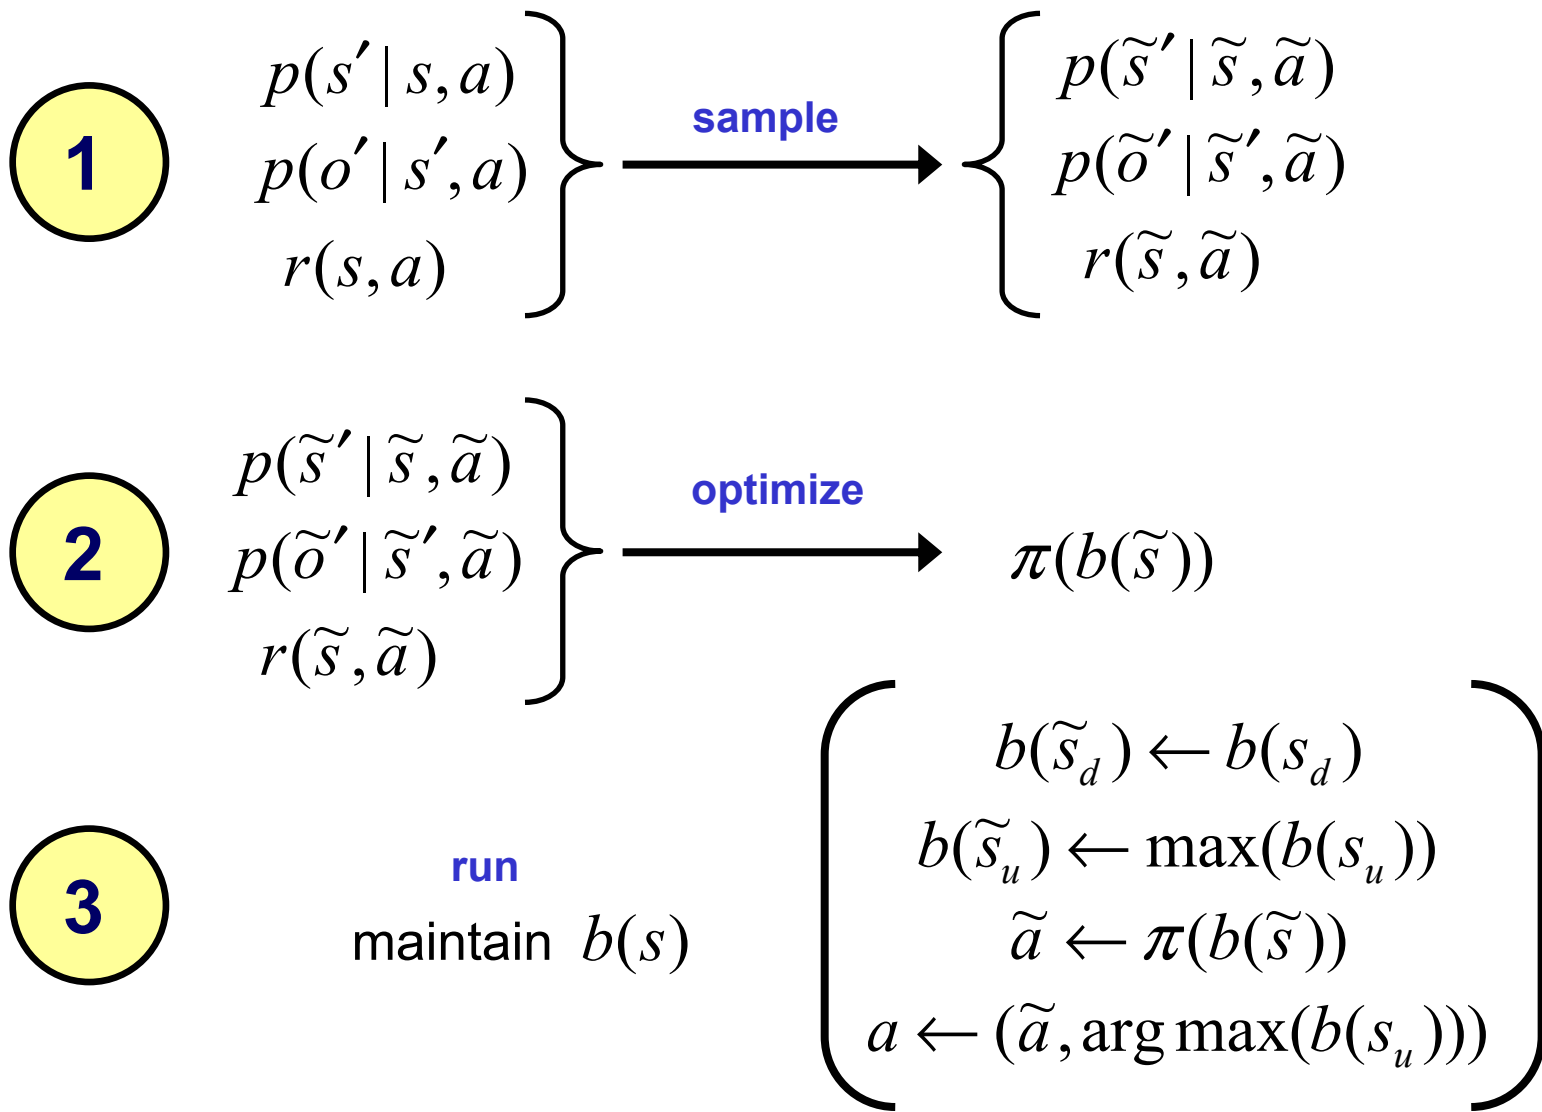 1
p(s′ | s, a)
p(o′ | s′, a)
r(s, a)
sample
p(s̃′ | s̃, ã)
p(õ′ | s̃′, ã)
r(s̃, ã)
2
p(s̃′ | s̃, ã)
p(õ′ | s̃′, ã)
r(s̃, ã)
optimize
π(b(s̃))
3
run
maintain b(s)
b(s̃_d) ← b(s_d)
b(s̃_u) ← max(b(s_u))
ã ← π(b(s̃))
a ← (ã, arg max(b(s_u)))